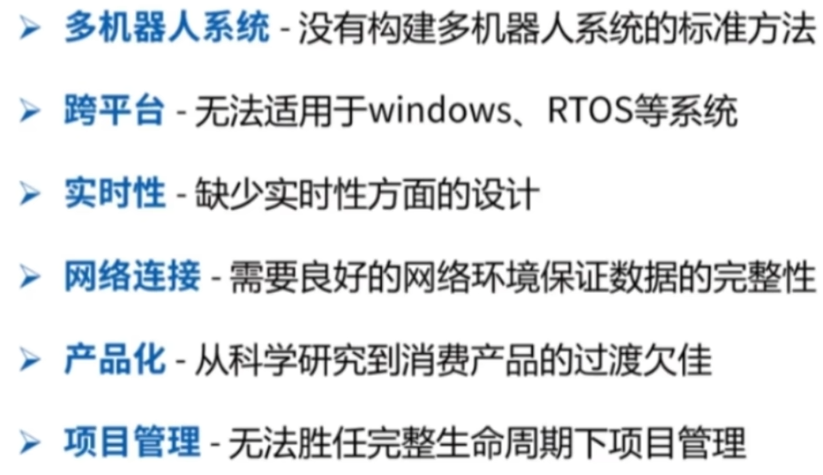 ➢ 多机器人系统 - 没有构建多机器人系统的标准方法
➢ 跨平台 - 无法适用于windows、RTOS等系统
➢ 实时性 - 缺少实时性方面的设计
➢ 网络连接 - 需要良好的网络环境保证数据的完整性
➢ 产品化 - 从科学研究到消费产品的过渡欠佳
➢ 项目管理 - 无法胜任完整生命周期下项目管理